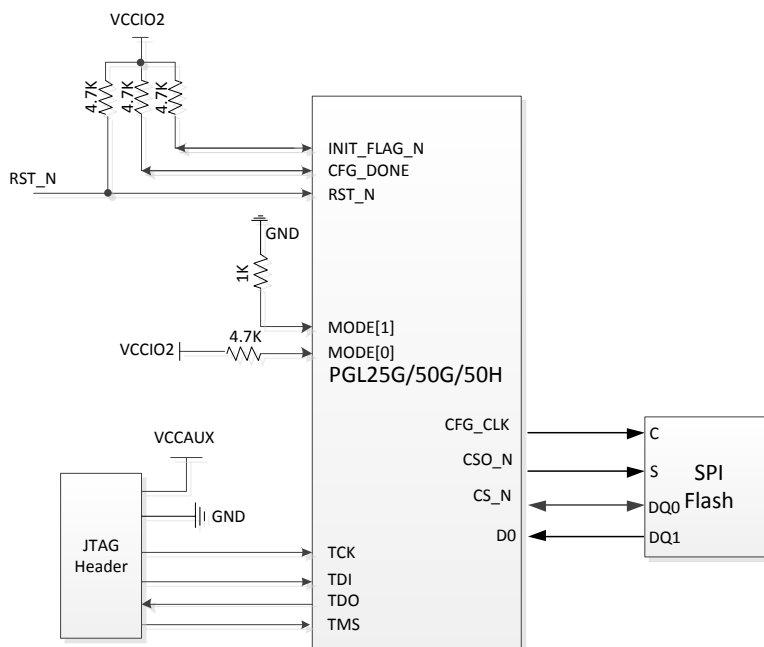 VCCIO2
4.7K
4.7K
4.7K
INIT_FLAG_N
CFG_DONE
RST_N
RST_N
GND
1K
MODE[1]
4.7K
VCCIO2
MODE[0]
PGL25G/50G/50H
CFG_CLK
C
VCCAUX
CSO_N
S
SPI
Flash
CS_N
DQ0
GND
D0
DQ1
JTAG
Header
TCK
TDI
TDO
TMS